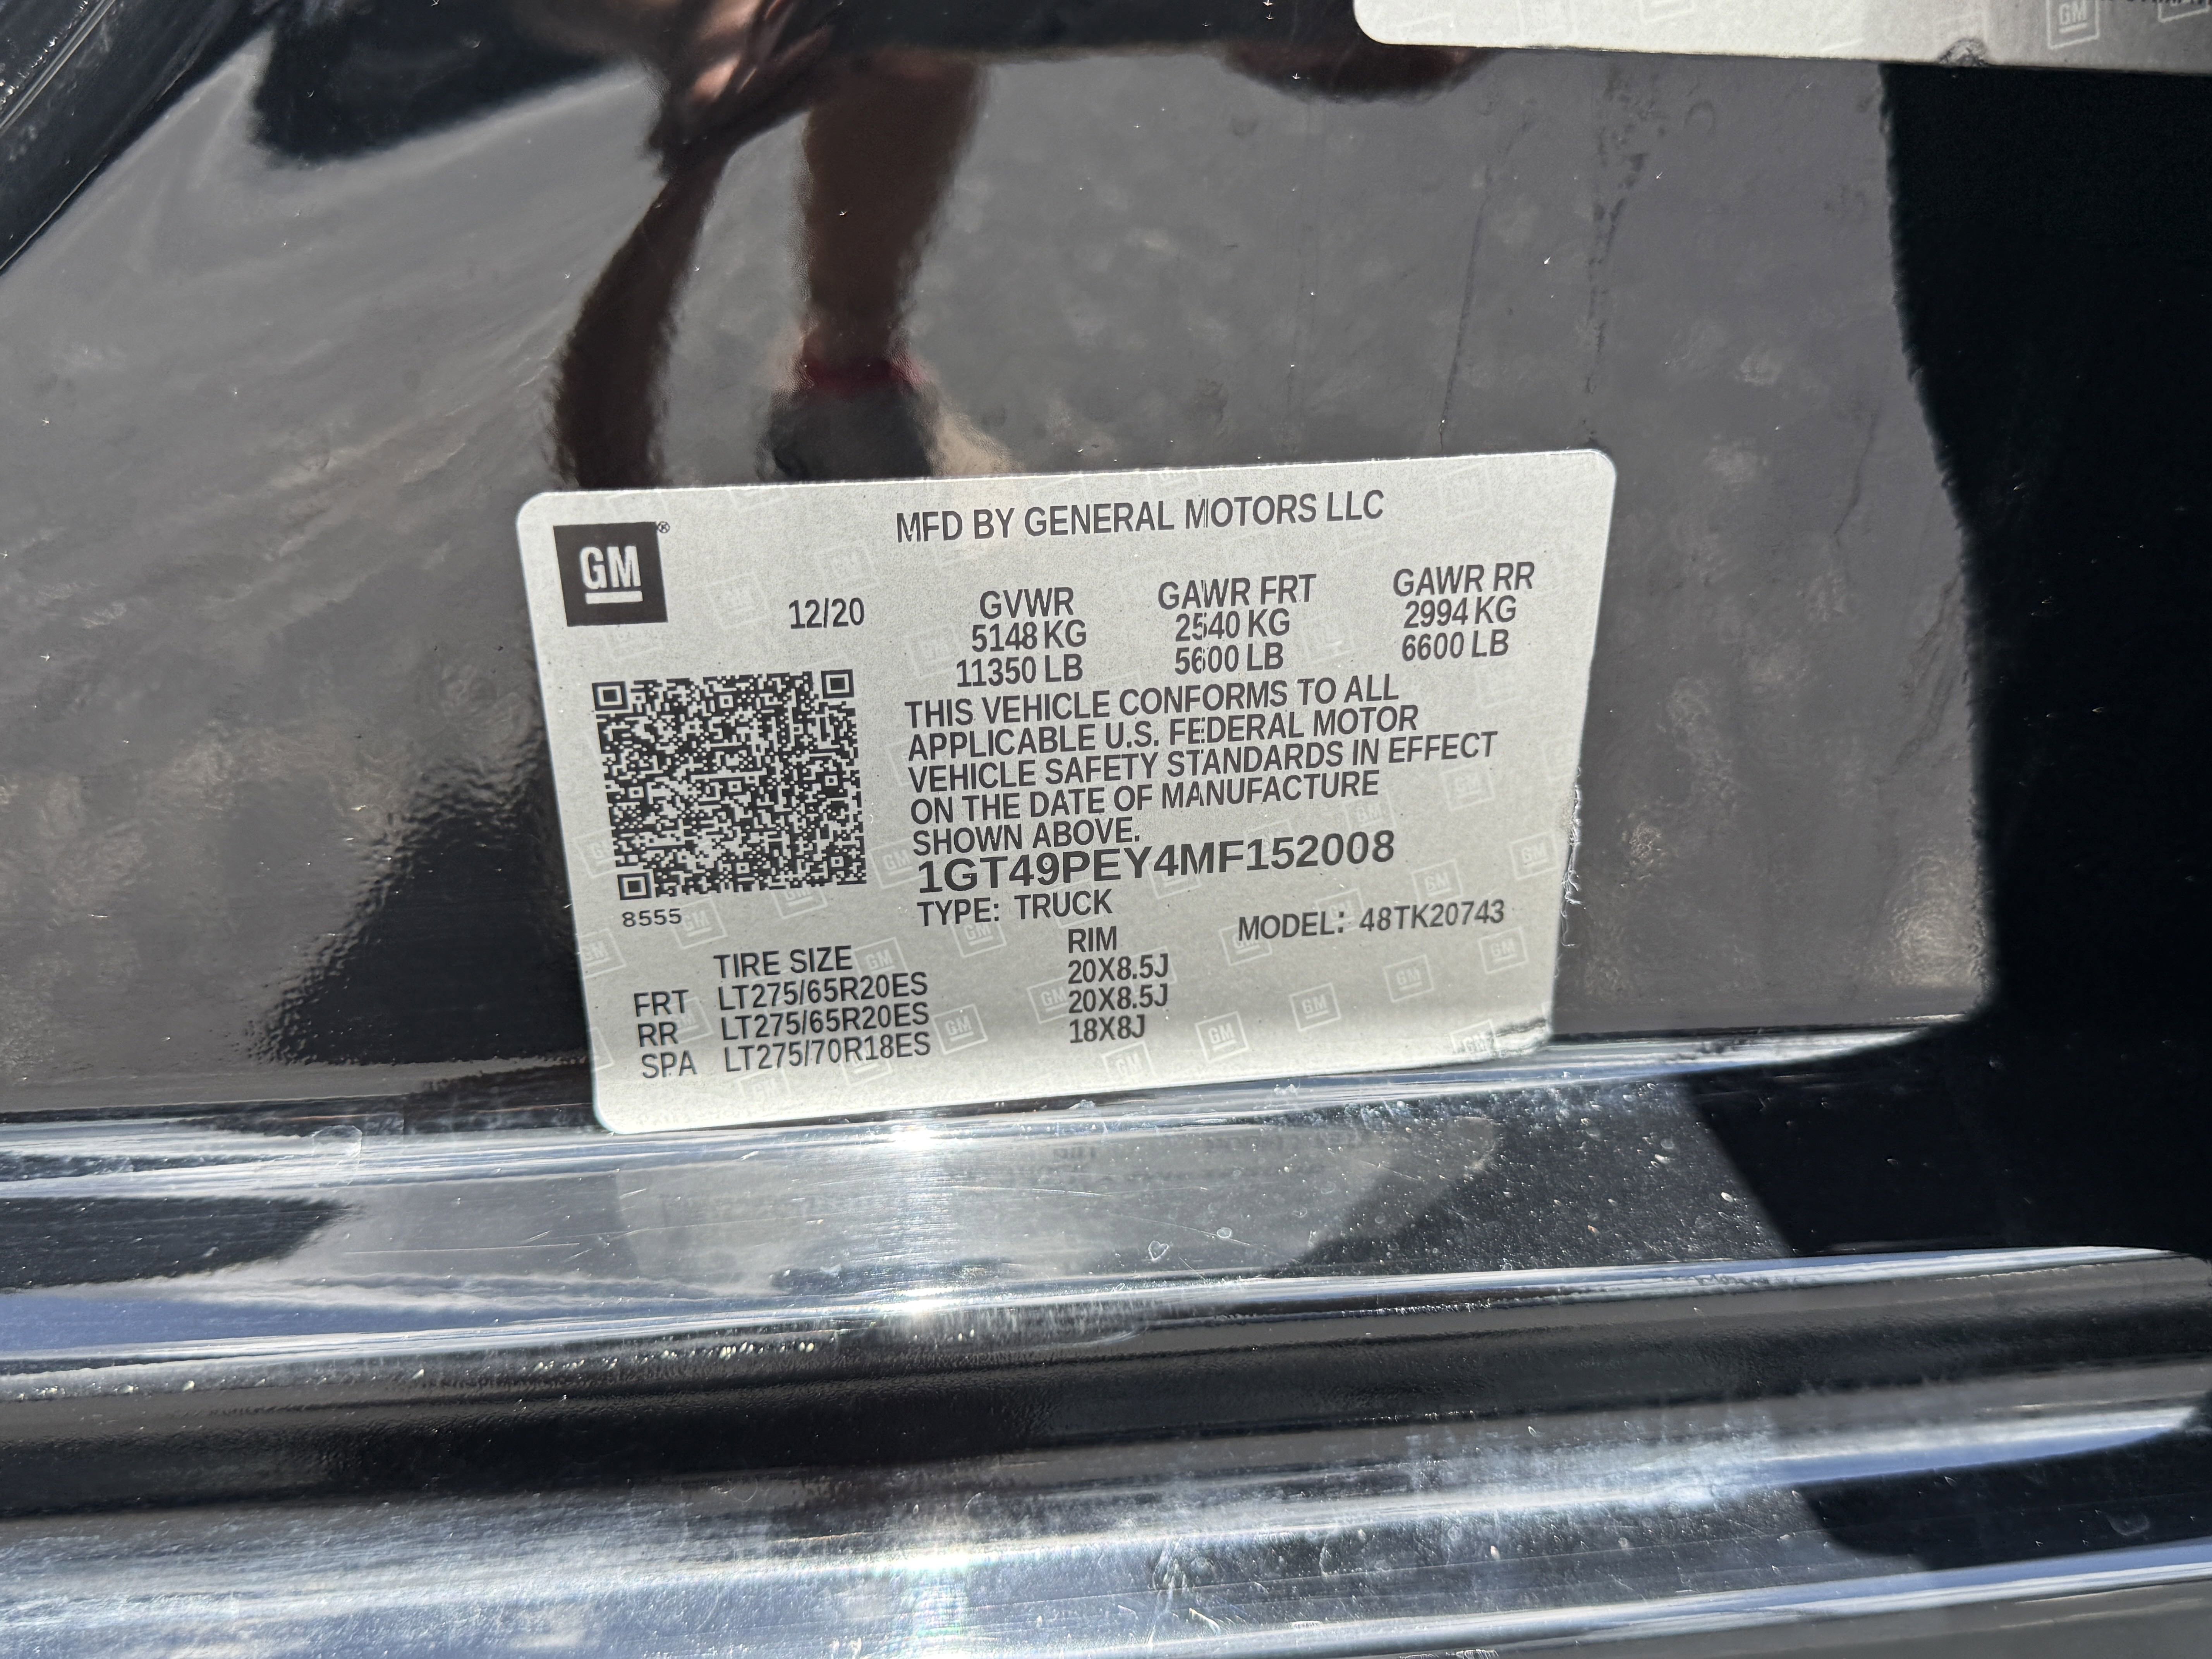 GM
MFD BY GENERAL MOTORS LLC
12/20
GVWR GAWR FRT GAWR RR
5148 KG 2540 KG 2994 KG
11350 LB 5600 LB 6600 LB
THIS VEHICLE CONFORMS TO ALL
APPLICABLE U.S. FEDERAL MOTOR
VEHICLE SAFETY STANDARDS IN EFFECT
ON THE DATE OF MANUFACTURE
SHOWN ABOVE.
1GT49PEY4MF152008
8555
TYPE: TRUCK MODEL: 48TK20743
TIRE SIZE RIM
FRT LT275/65R20ES 20X8.5J
RR LT275/65R20ES 20X8.5J
SPA LT275/70R18ES 18X8J